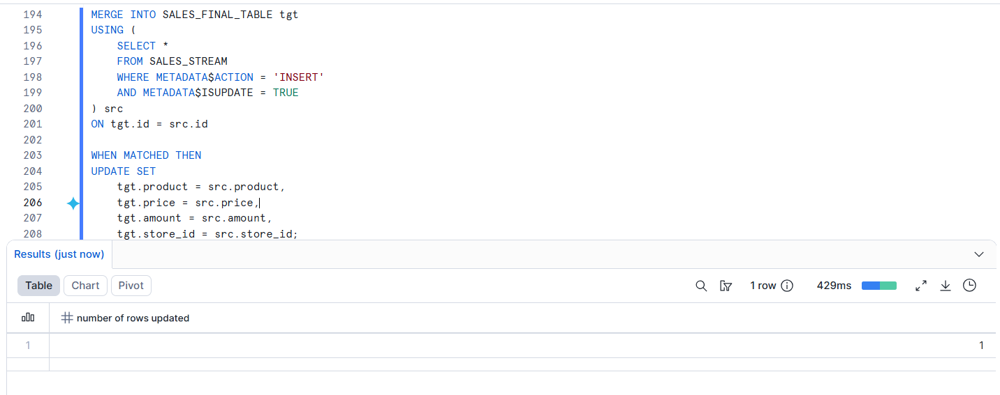 194 MERGE INTO SALES_FINAL_TABLE tgt
195 USING (
196 SELECT *
197 FROM SALES_STREAM
198 WHERE METADATA$ACTION = 'INSERT'
199 AND METADATA$ISUPDATE = TRUE
200 ) src
201 ON tgt.id = src.id
202
203 WHEN MATCHED THEN
204 UPDATE SET
205 tgt.product = src.product,
206 tgt.price = src.price,
207 tgt.amount = src.amount,
208 tgt.store_id = src.store_id;
Results (just now)
Table Chart Pivot 1 row 429ms
number of rows updated
1 1